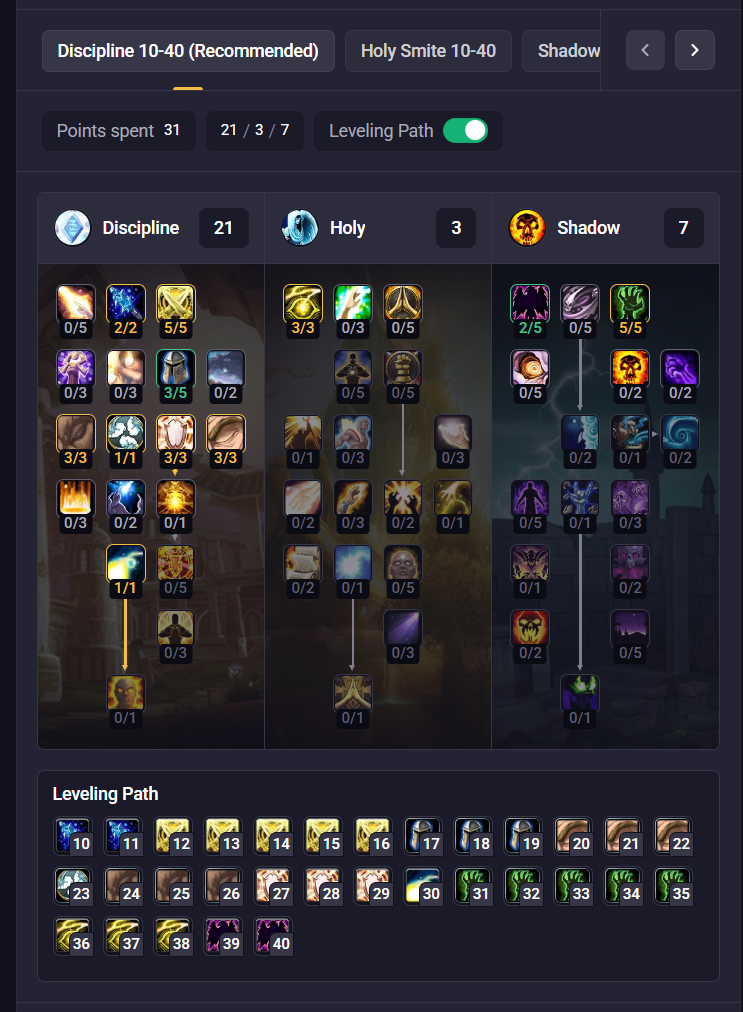 Discipline 10-40 (Recommended) Holy Smite 10-40 Shadow
Points spent 31 21 / 3 / 7 Leveling Path
Discipline 21 Holy 3 Shadow 7
0/5 2/2 5/5 3/3 0/3 0/5 2/5 0/5 5/5
0/3 0/3 3/5 0/2 0/5 0/5 0/5 0/2 0/2
3/3 1/1 3/3 3/3 0/1 0/3 0/3 0/2 0/1 0/2
0/3 0/2 0/1 0/2 0/3 0/2 0/1 0/5 0/1 0/3
1/1 0/5 0/2 0/1 0/5 0/1 0/2
0/3 0/3 0/2 0/5
0/1 0/1 0/1
Leveling Path
10 11 12 13 14 15 16 17 18 19 20 21 22
23 24 25 26 27 28 29 30 31 32 33 34 35
36 37 38 39 40